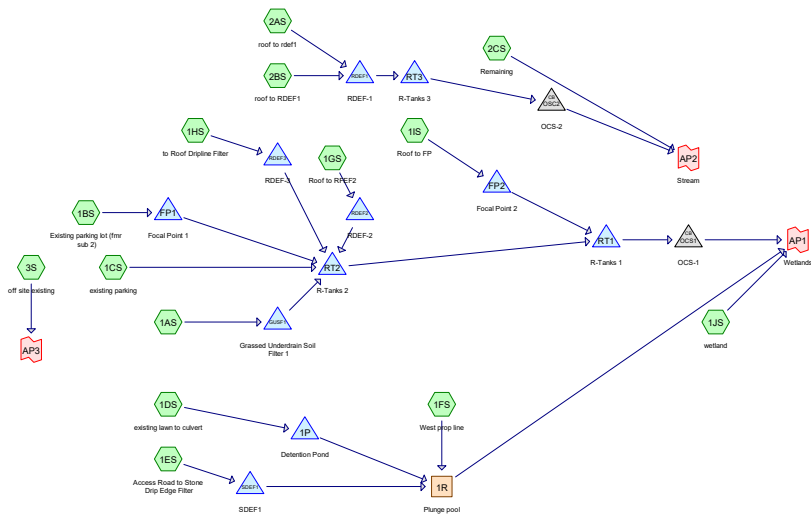 2AS
roof to rdef1
2CS
Remaining
2BS
roof to RDEF1
RDEF1
RDEF-1
RT3
R-Tanks 3
CB
OSC2
OCS-2
1HS
to Roof Dripline Filter
RDEF3
RDEF-3
1GS
Roof to RFEF2
1IS
Roof to FP
AP2
Stream
FP2
Focal Point 2
1BS
Existing parking lot (fmr
sub 2)
FP1
Focal Point 1
RDEF2
RDEF-2
RT1
R-Tanks 1
CB
OCS1
OCS-1
AP1
Wetlands
3S
off site existing
1CS
existing parking
RT2
R-Tanks 2
1AS
GUSF1
Grassed Underdrain Soil
Filter 1
1JS
wetland
AP3
1DS
existing lawn to culvert
1P
Detention Pond
1FS
West prop line
1ES
Access Road to Stone
Drip Edge Filter
SDEF1
SDEF1
1R
Plunge pool